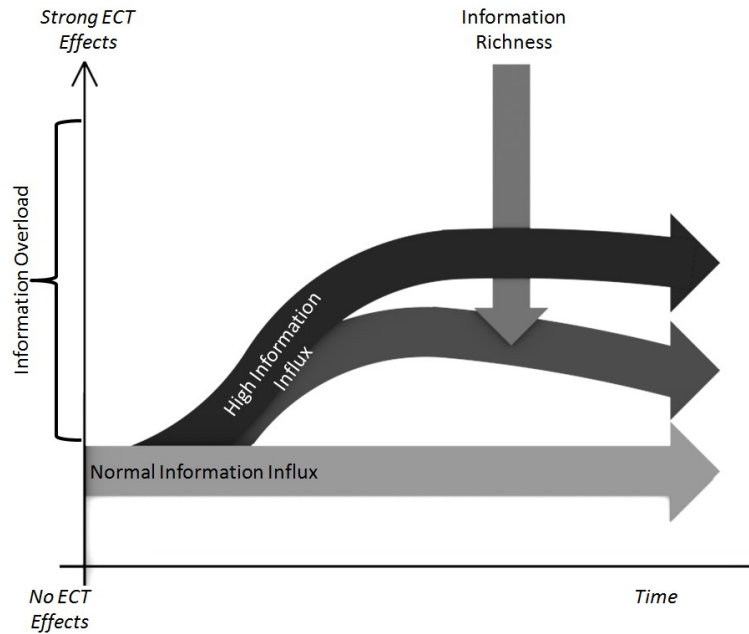 Strong ECT
Effects
Information
Richness
Information Overload
High Information
Influx
Normal Information Influx
No ECT
Effects
Time